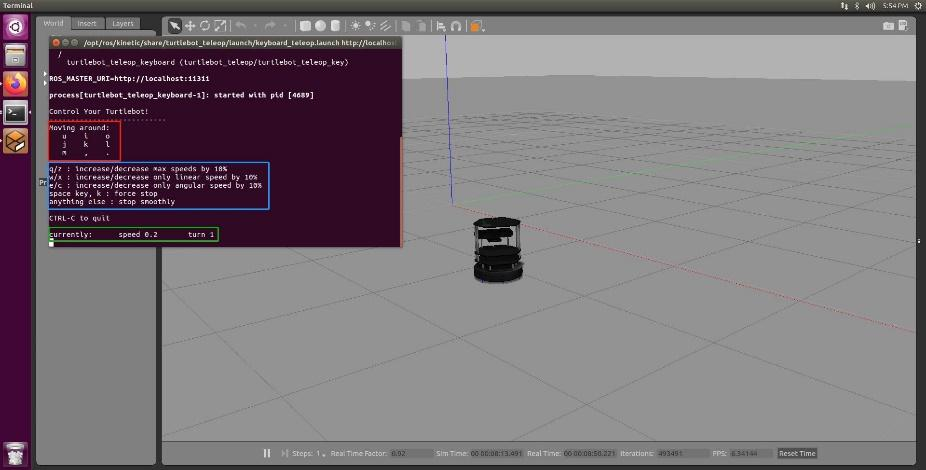 Terminal
5:54 PM
World Insert Layers
/opt/ros/kinetic/share/turtlebot_teleop/launch/keyboard_teleop.launch http://localhos
/
turtlebot_teleop_keyboard (turtlebot_teleop/turtlebot_teleop_key)
ROS_MASTER_URI=http://localhost:11311
process[turtlebot_teleop_keyboard-1]: started with pid [4689]
Control Your Turtlebot!
---------------------------
Moving around:
u i o
j k l
m , .
q/z : increase/decrease max speeds by 10%
w/x : increase/decrease only linear speed by 10%
e/c : increase/decrease only angular speed by 10%
space key, k : force stop
anything else : stop smoothly
CTRL-C to quit
currently: speed 0.2 turn 1
Steps: 1 Real Time Factor: 0.92 Sim Time: 00 00:08:13.491 Real Time: 00 00:08:50.221 Iterations: 493491 FPS: 6.34144 Reset Time